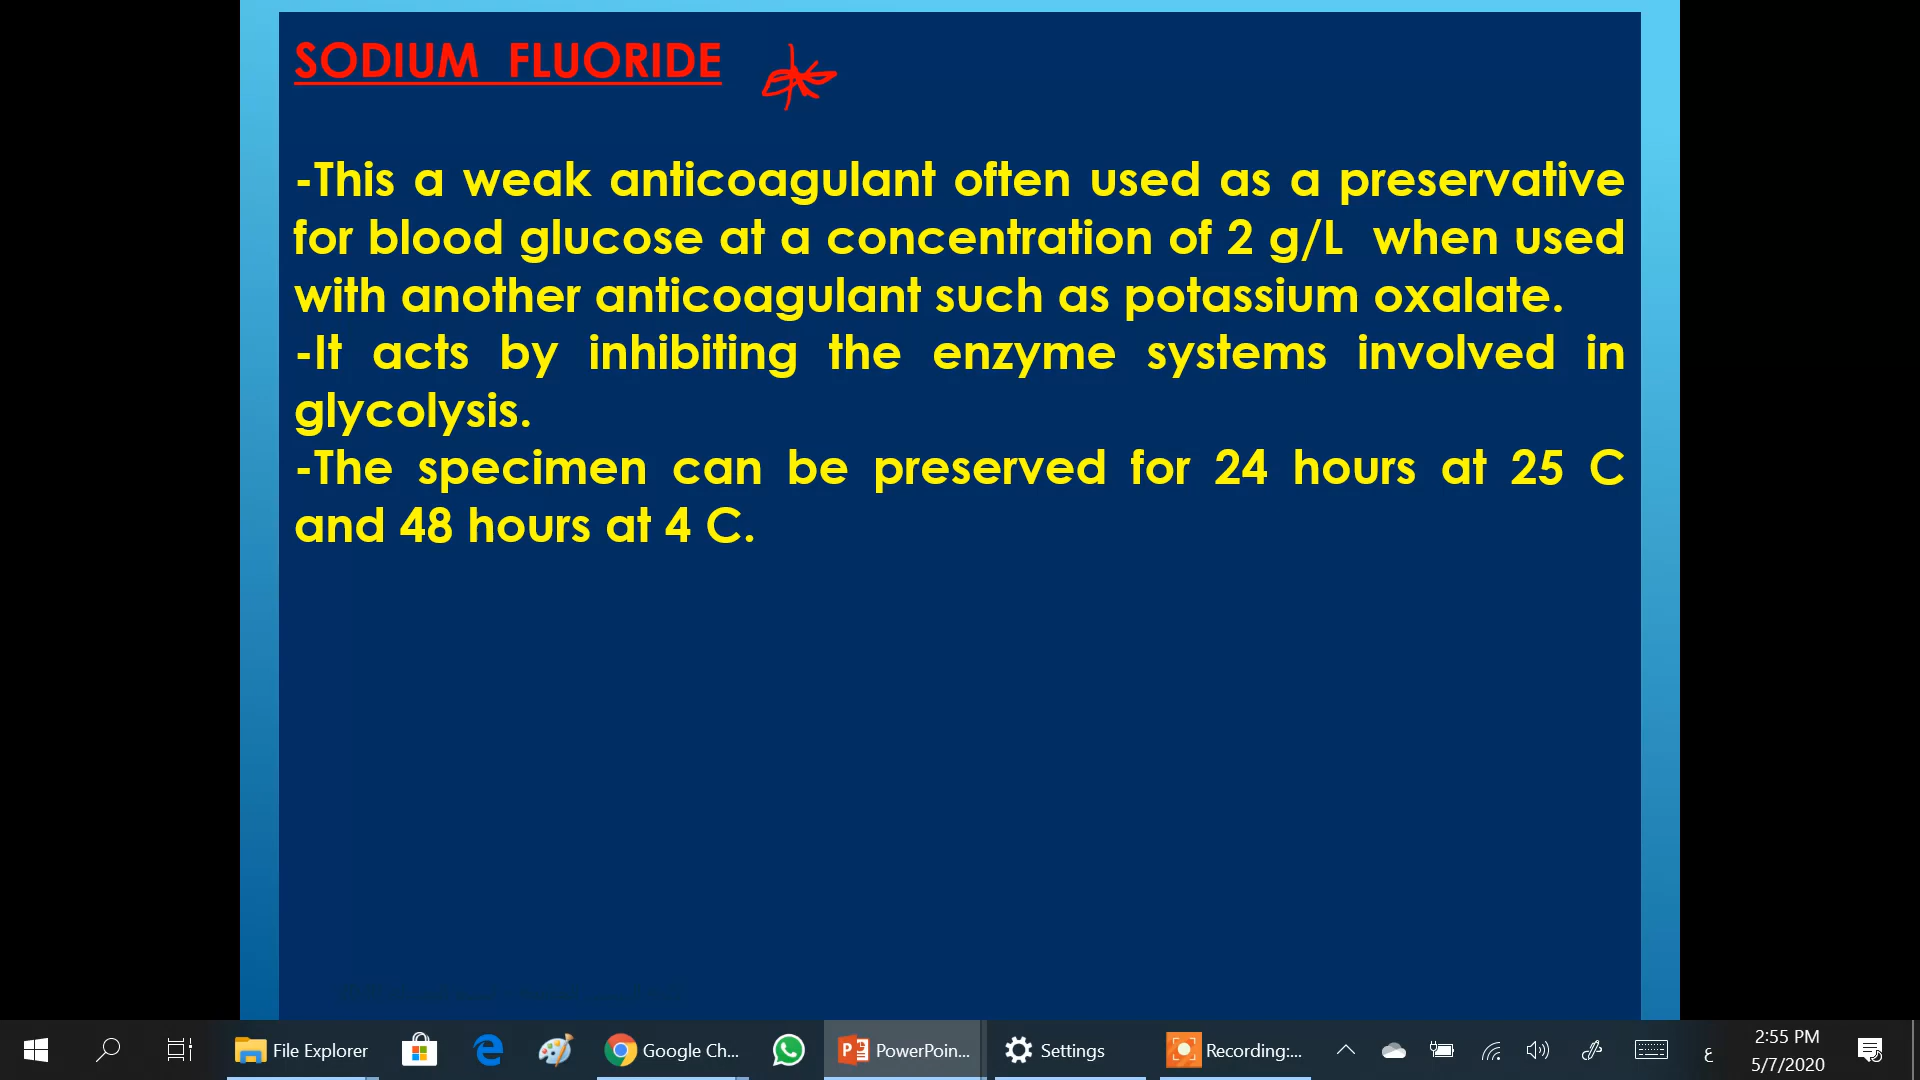 SODIUM FLUORIDE
-This a weak anticoagulant often used as a preservative
for blood glucose at a concentration of 2 g/L when used
with another anticoagulant such as potassium oxalate.
-It acts by inhibiting the enzyme systems involved in
glycolysis.
-The specimen can be preserved for 24 hours at 25 C
and 48 hours at 4 C.
File Explorer
Google Ch...
PowerPoin...
Settings
Recording:...
ع
2:55 PM
5/7/2020